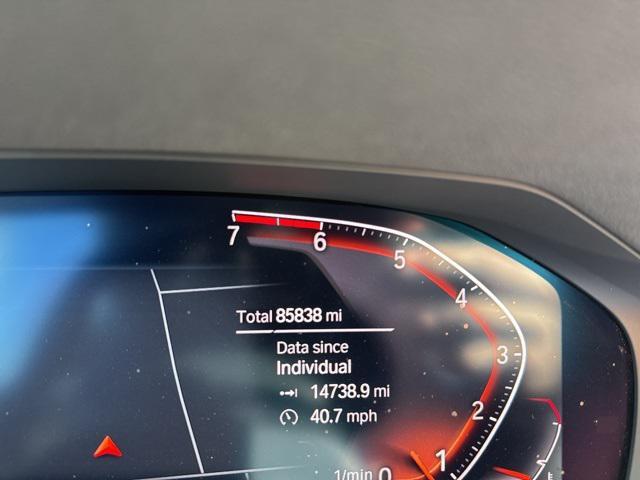 7
6
5
4
3
2
1
1/min 0
Total 85838 mi
Data since
Individual
14738.9 mi
40.7 mph